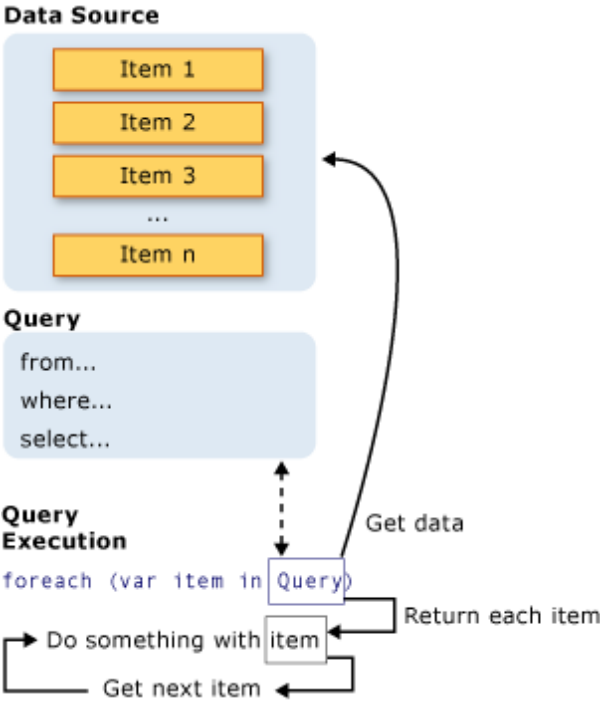 Data Source
Item 1
Item 2
Item 3
...
Item n
Query
from...
where...
select...
Query
Execution
Get data
foreach (var item in Query)
Return each item
Do something with item
Get next item